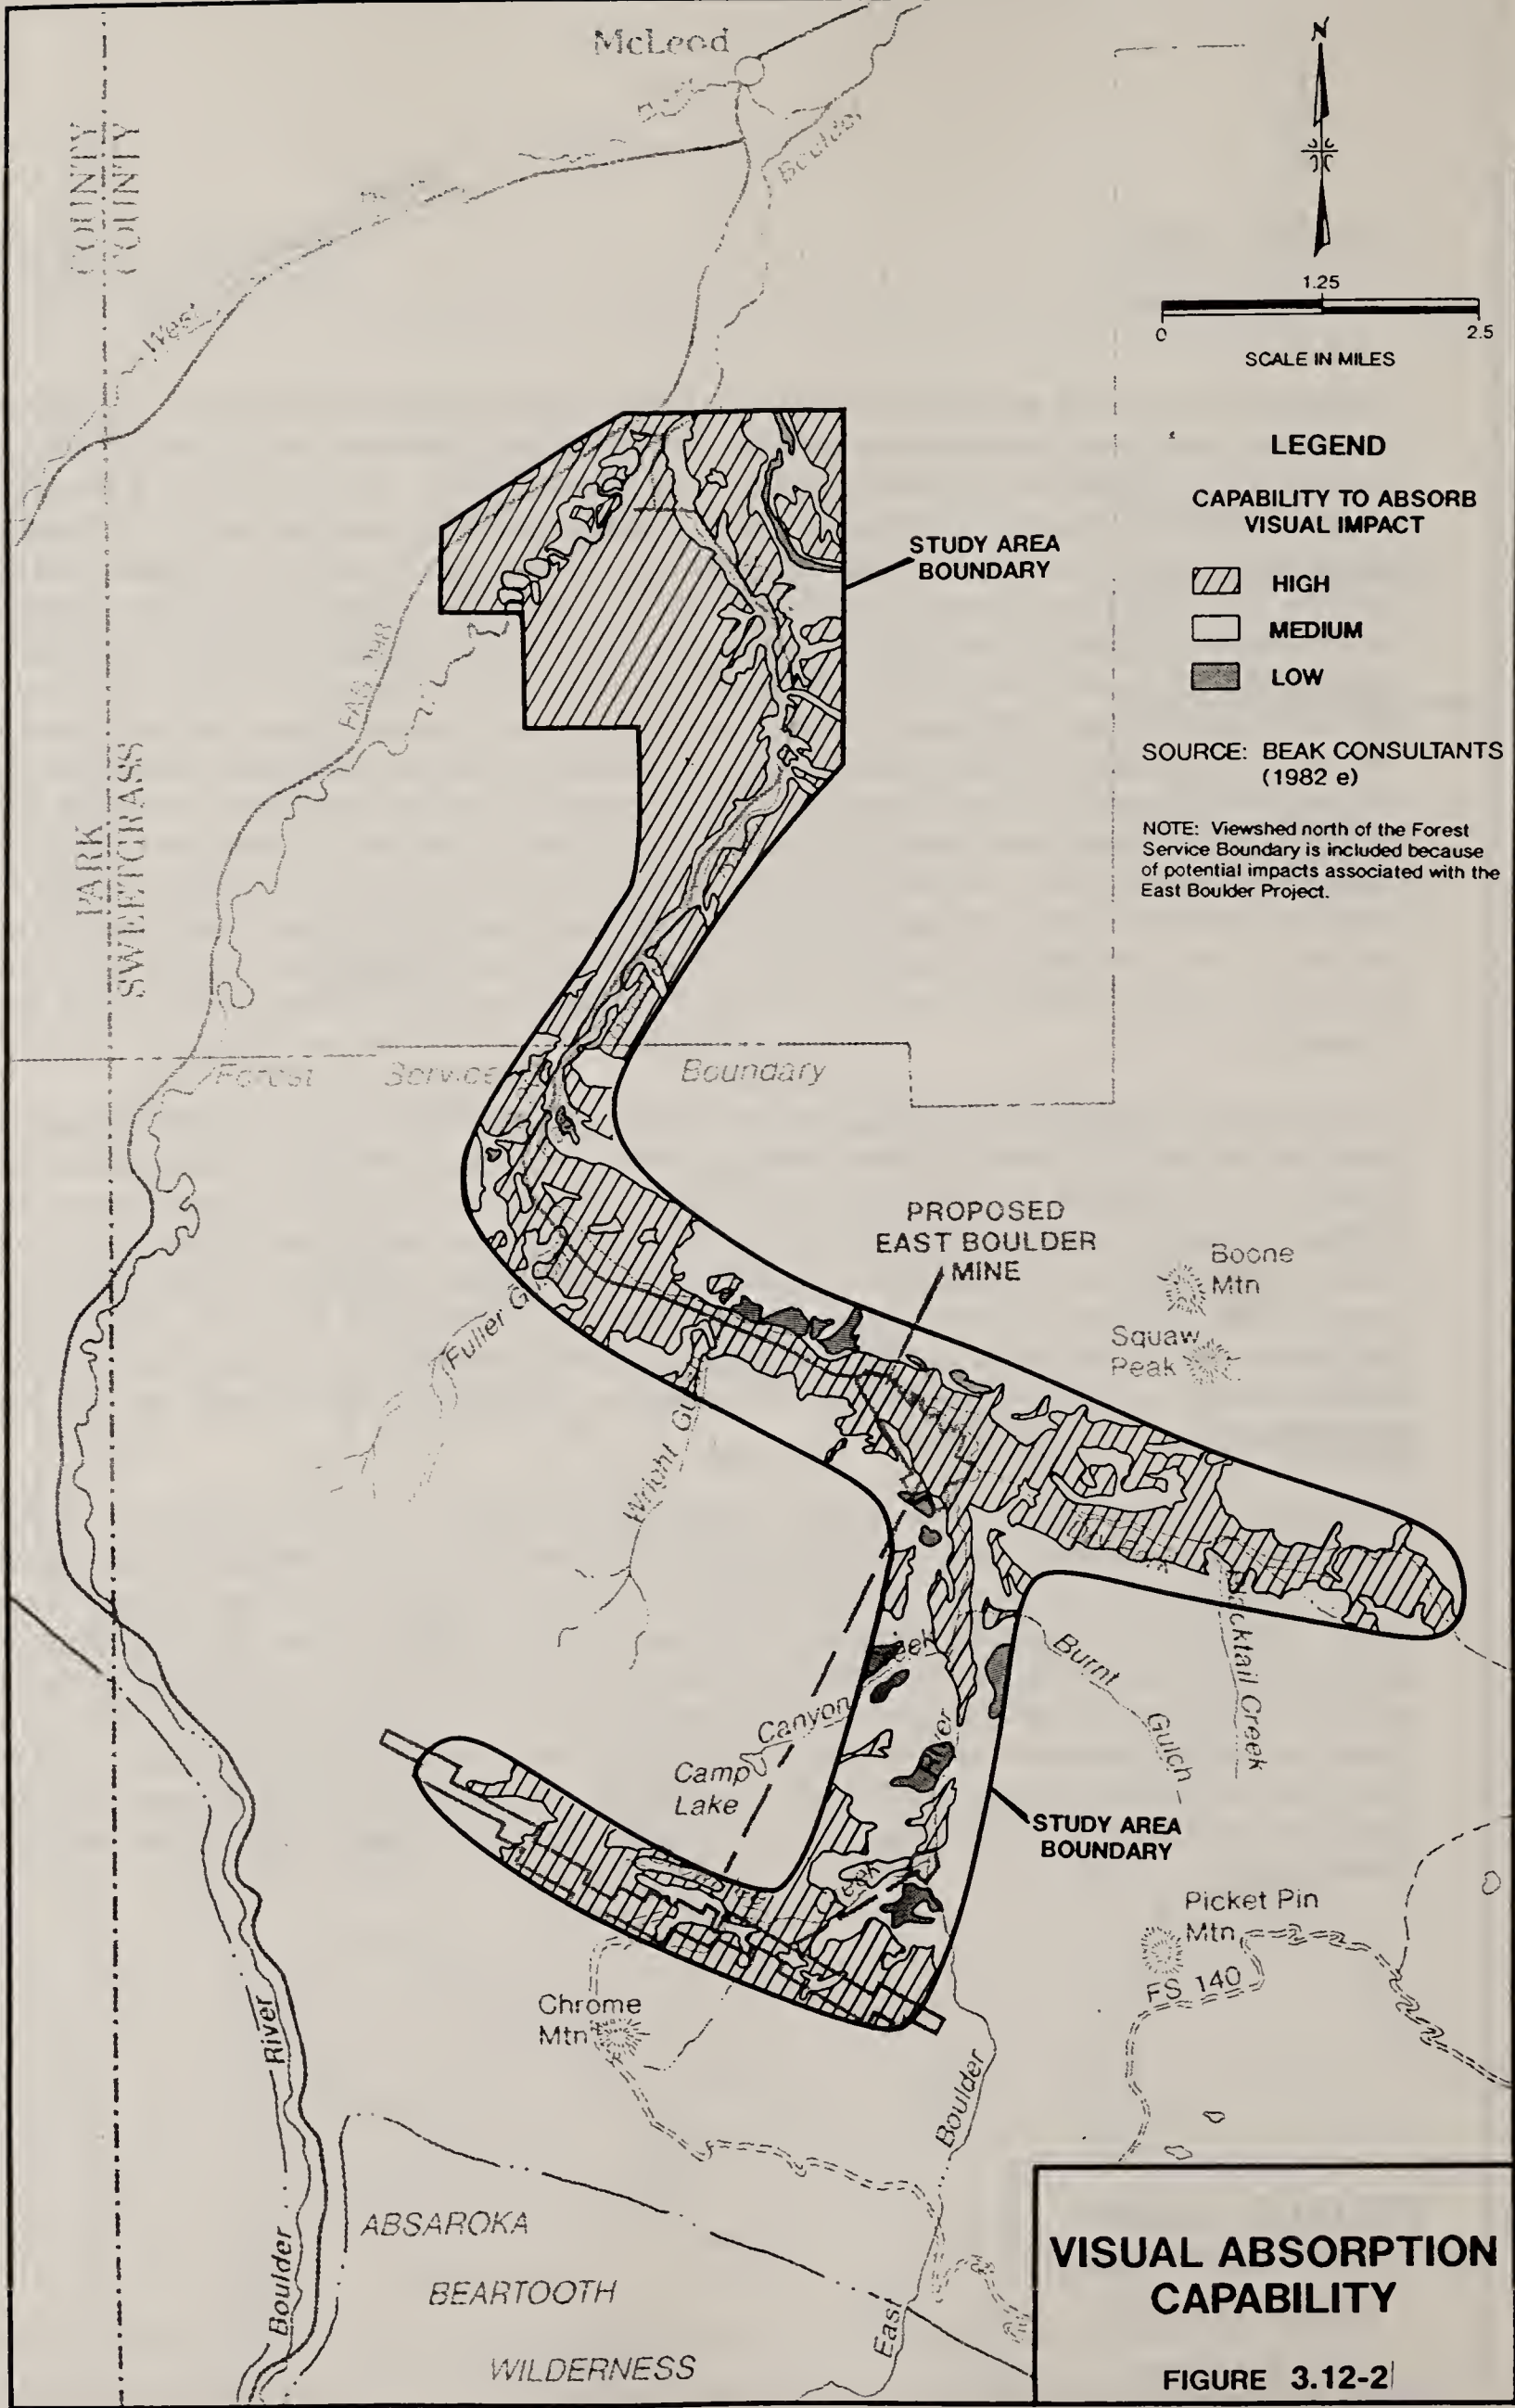 McLeod
N
Boulder
COUNTY
COUNTY
West
1.25
0
2.5
SCALE IN MILES
LEGEND
CAPABILITY TO ABSORB
VISUAL IMPACT
HIGH
MEDIUM
LOW
STUDY AREA
BOUNDARY
SOURCE: BEAK CONSULTANTS
(1982 e)
NOTE: Viewshed north of the Forest
Service Boundary is included because
of potential impacts associated with the
East Boulder Project.
PARK
SWEETGRASS
Forest Service Boundary
PROPOSED
EAST BOULDER
MINE
Boone
Mtn
Squaw
Peak
Fuller
Wright
Burnt
Gulch
Creek
Canyon
River
Camp
Lake
STUDY AREA
BOUNDARY
Picket Pin
Mtn
FS 140
Chrome
Mtn
River
Boulder
Boulder
East
ABSAROKA
BEARTOOTH
WILDERNESS
VISUAL ABSORPTION
CAPABILITY
FIGURE 3.12-2